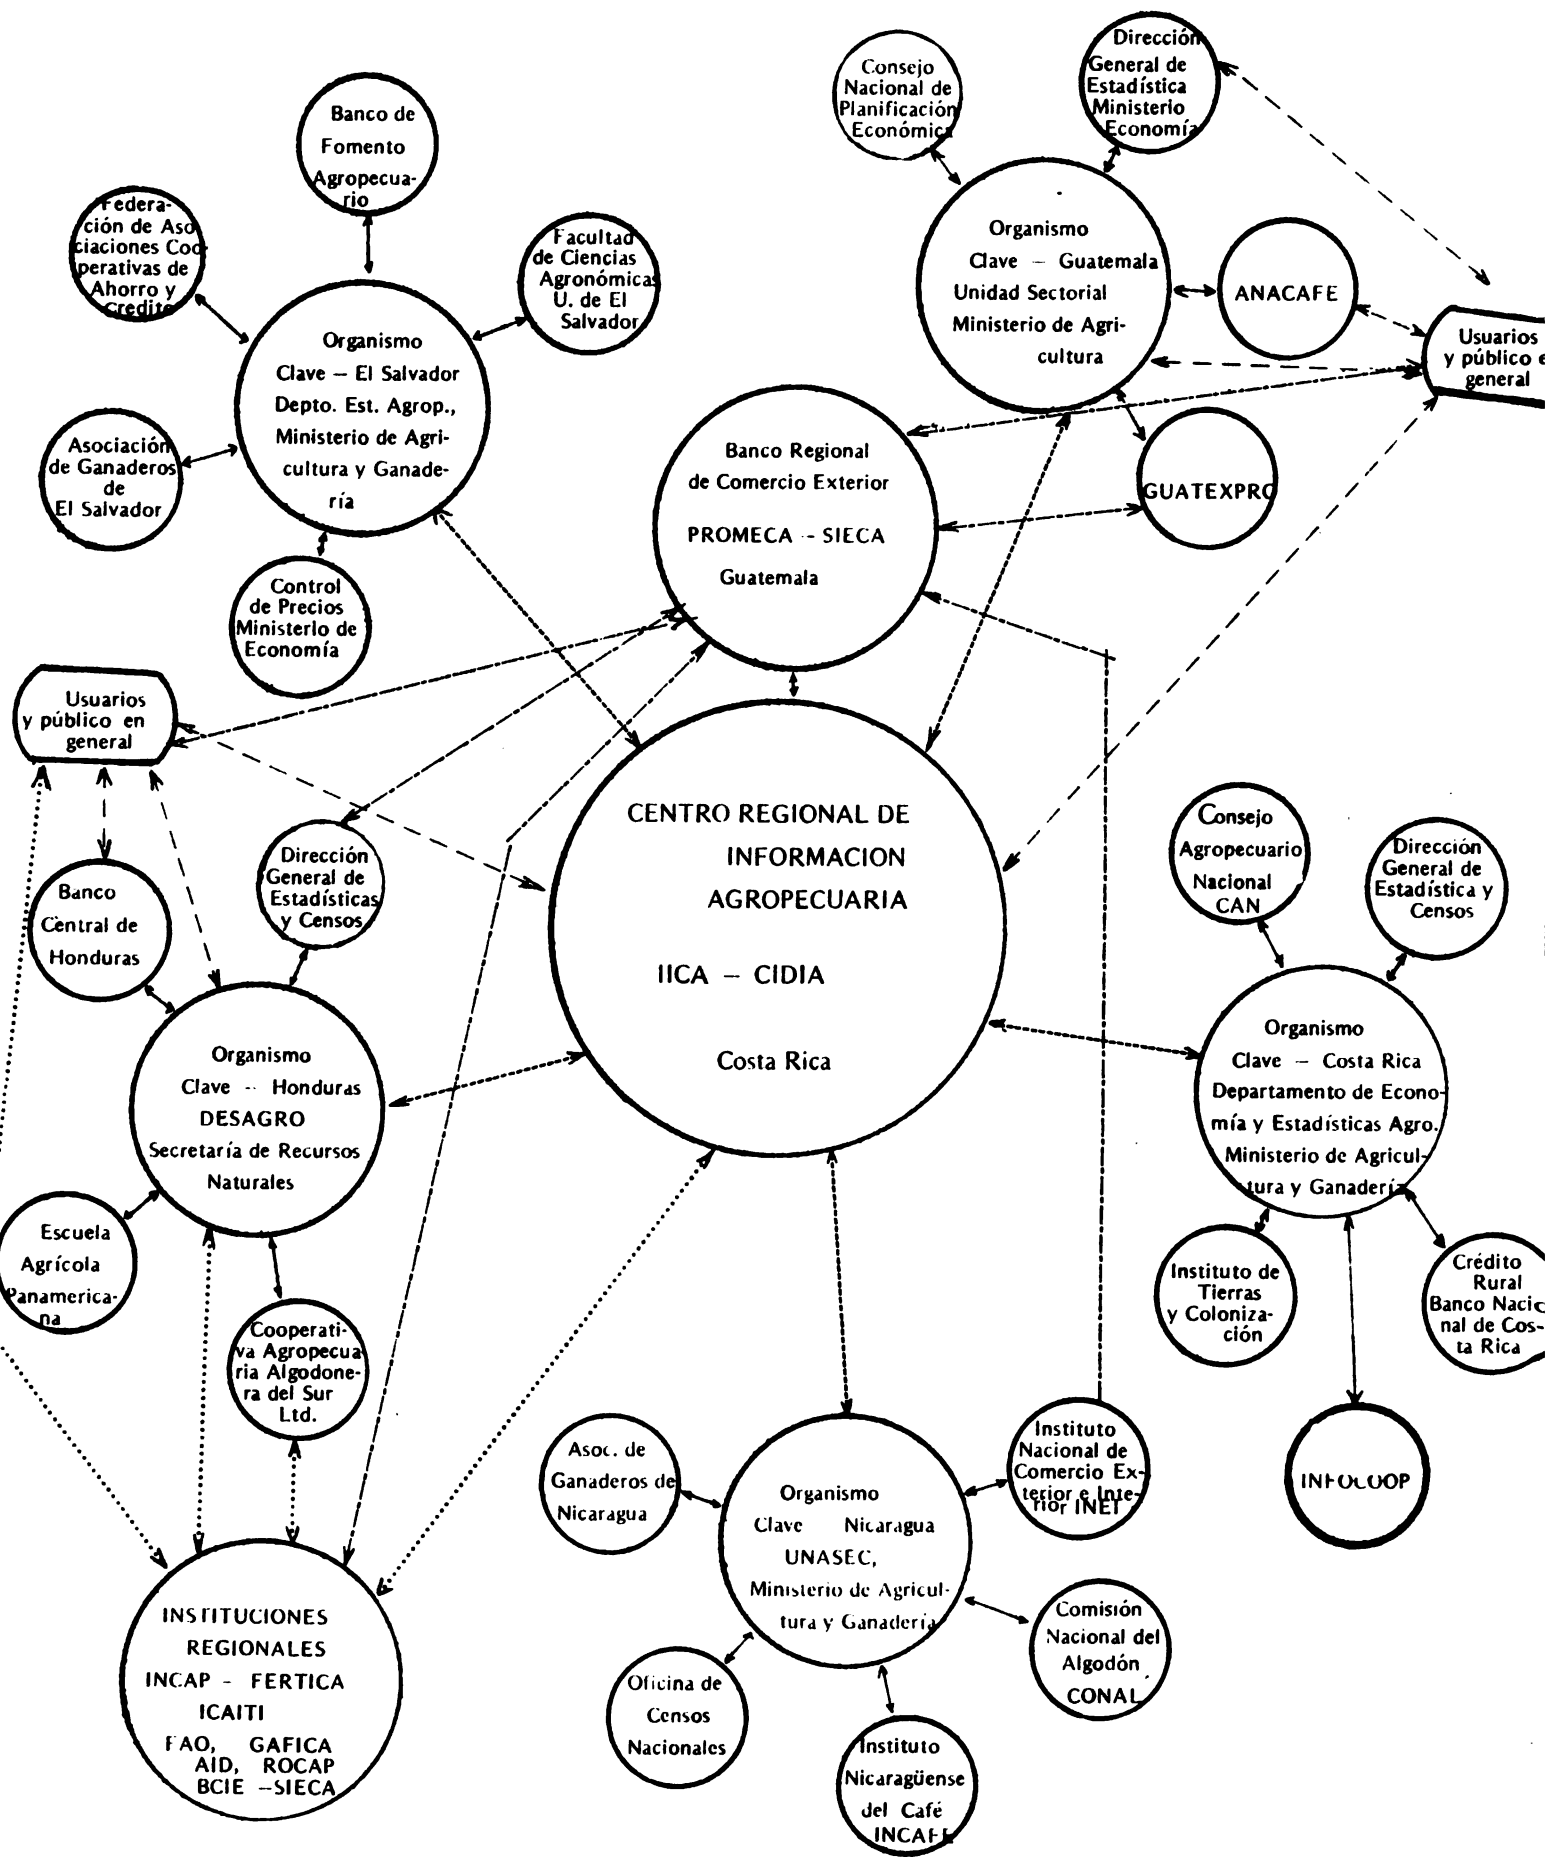 Consejo
Nacional de
Planificación
Económica
Dirección
General de
Estadística
Ministerio
Economía
Banco de
Fomento
Agropecua-
rio
Federa-
ción de Aso
ciaciones Coo-
perativas de
Ahorro y
Credito
Facultad
de Ciencias
Agronómicas
U. de El
Salvador
Organismo
Clave – Guatemala
Unidad Sectorial
Ministerio de Agri-
cultura
ANACAFE
Usuarios
y público e
general
Organismo
Clave – El Salvador
Depto. Est. Agrop.,
Ministerio de Agri-
cultura y Ganade-
ría
Asociación
de Ganaderos
de
El Salvador
Banco Regional
de Comercio Exterior
PROMECA - SIECA
Guatemala
GUATEXPRO
Control
de Precios
Ministerio de
Economía
Usuarios
y público en
general
CENTRO REGIONAL DE
INFORMACION
AGROPECUARIA
IICA – CIDIA
Costa Rica
Banco
Central de
Honduras
Dirección
General de
Estadísticas
y Censos
Consejo
Agropecuario
Nacional
CAN
Dirección
General de
Estadística y
Censos
Organismo
Clave - Honduras
DESAGRO
Secretaría de Recursos
Naturales
Organismo
Clave – Costa Rica
Departamento de Econo-
mía y Estadísticas Agro.
Ministerio de Agricul-
tura y Ganadería
Escuela
Agrícola
Panamerica-
na
Cooperati-
va Agropecua
ria Algodone-
ra del Sur
Ltd.
Instituto de
Tierras
y Coloniza-
ción
Crédito
Rural
Banco Nacio
nal de Cos-
ta Rica
INFOCOOP
Asoc. de
Ganaderos de
Nicaragua
Organismo
Clave Nicaragua
UNASEC,
Ministerio de Agricul-
tura y Ganadería
Instituto
Nacional de
Comercio Ex-
terior e Inte-
rior INEI
Comisión
Nacional del
Algodón
CONAL
INSTITUCIONES
REGIONALES
INCAP - FERTICA
ICAITI
FAO, GAFICA
AID, ROCAP
BCIE -SIECA
Oficina de
Censos
Nacionales
Instituto
Nicaragüense
del Café
INCAFE